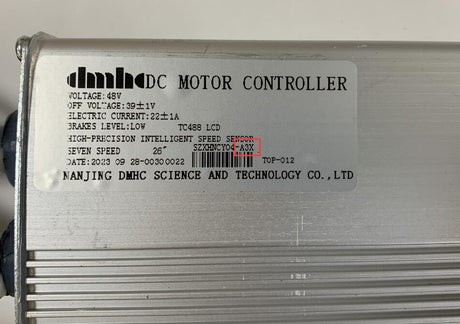 dmhc DC MOTOR CONTROLLER
VOLTAGE:48V
OFF VOLTAGE:39±1V
ELECTRIC CURRENT:22±1A
BRAKES LEVEL:LOW TC488 LCD
HIGH-PRECISION INTELLIGENT SPEED SENSOR
SEVEN SPEED 26" SZXHNCY04-A3X
DATE:2023 09 28-00300022 TOP-012
NANJING DMHC SCIENCE AND TECHNOLOGY CO.,LTD